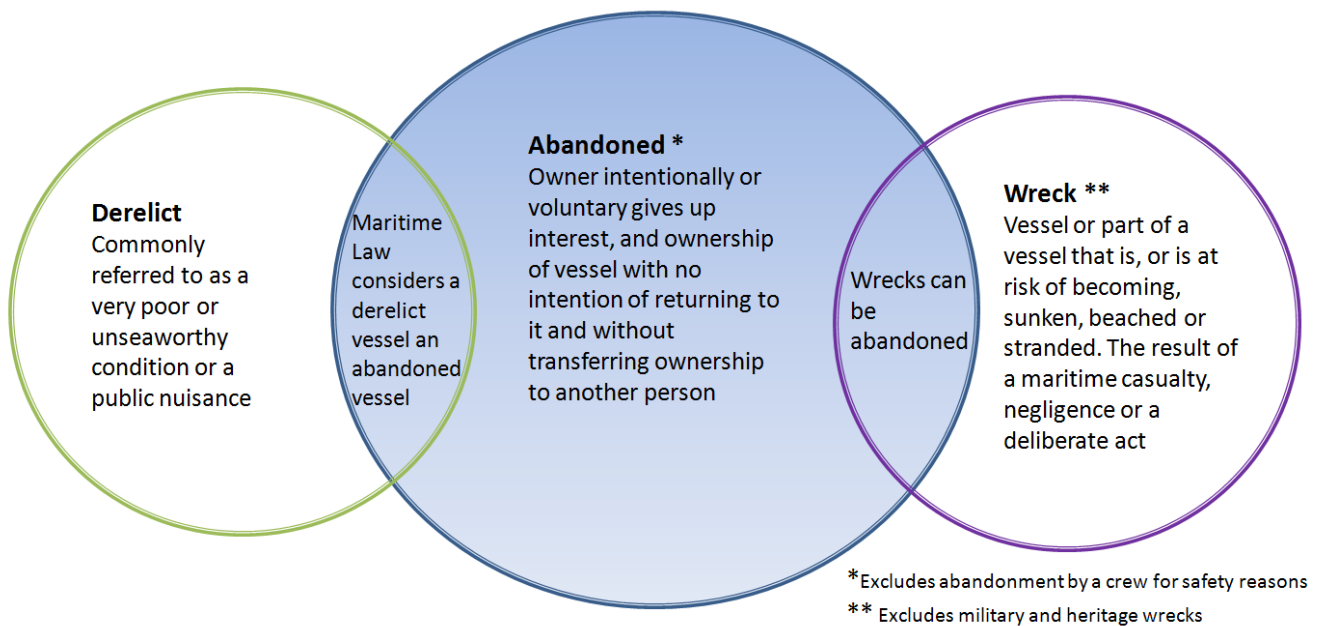 Derelict
Commonly
referred to as a
very poor or
unseaworthy
condition or a
public nuisance
Maritime
Law
considers a
derelict
vessel an
abandoned
vessel
Abandoned *
Owner intentionally or
voluntary gives up
interest, and ownership
of vessel with no
intention of returning to
it and without
transferring ownership
to another person
Wrecks can
be
abandoned
Wreck **
Vessel or part of a
vessel that is, or is at
risk of becoming,
sunken, beached or
stranded. The result of
a maritime casualty,
negligence or a
deliberate act
*Excludes abandonment by a crew for safety reasons
** Excludes military and heritage wrecks